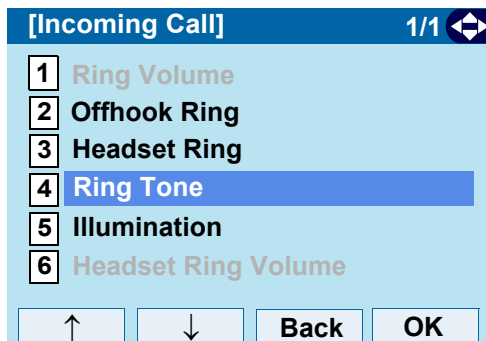 [Incoming Call] 1/1
1 Ring Volume
2 Offhook Ring
3 Headset Ring
4 Ring Tone
5 Illumination
6 Headset Ring Volume
↑ ↓ Back OK